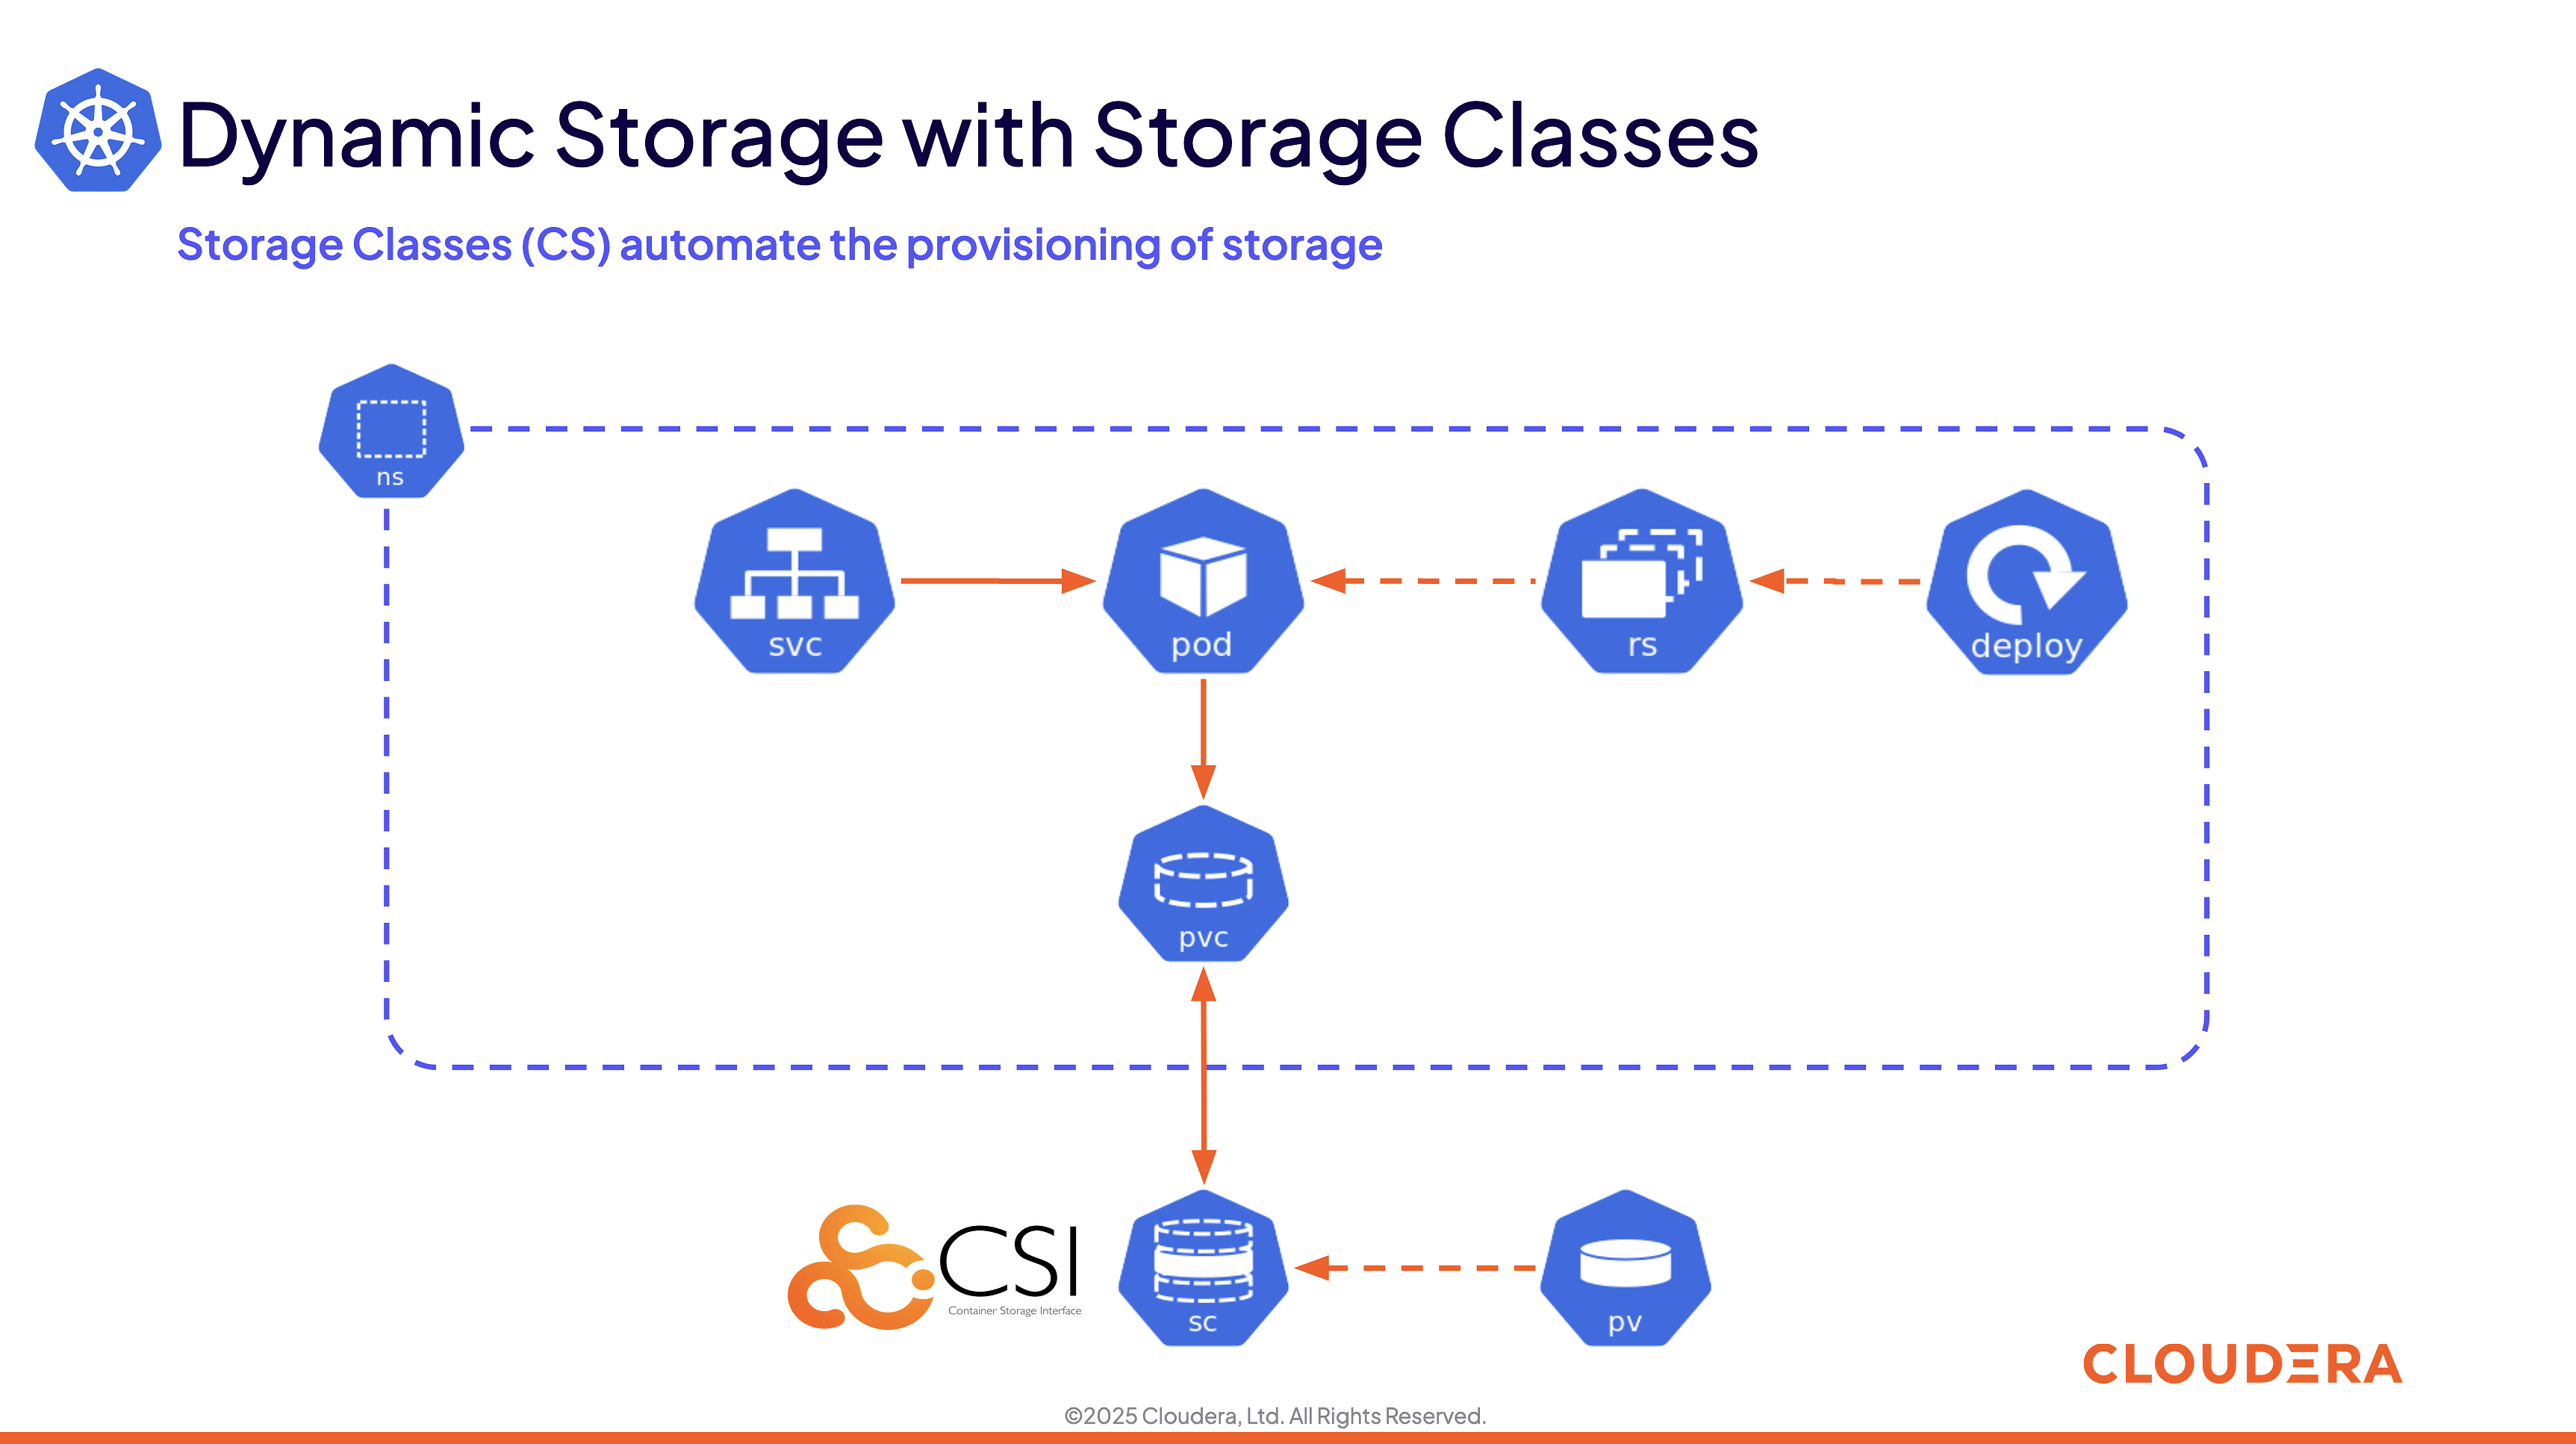 Dynamic Storage with Storage Classes
Storage Classes (CS) automate the provisioning of storage
ns
svc
pod
rs
deploy
pvc
CSI
Container Storage Interface
sc
pv
CLOUDERA
©2025 Cloudera, Ltd. All Rights Reserved.